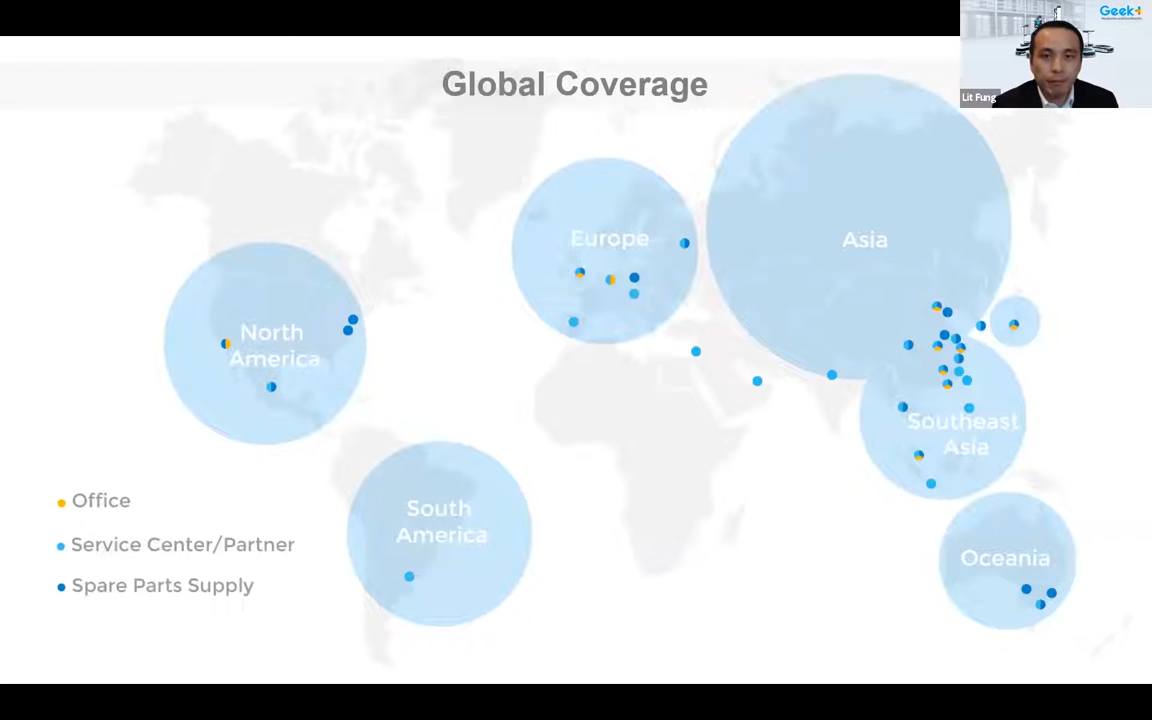 Geek+
Lit Fung
Global Coverage
Europe
Asia
North
America
Southeast
Asia
South
America
Oceania
Office
Service Center/Partner
Spare Parts Supply